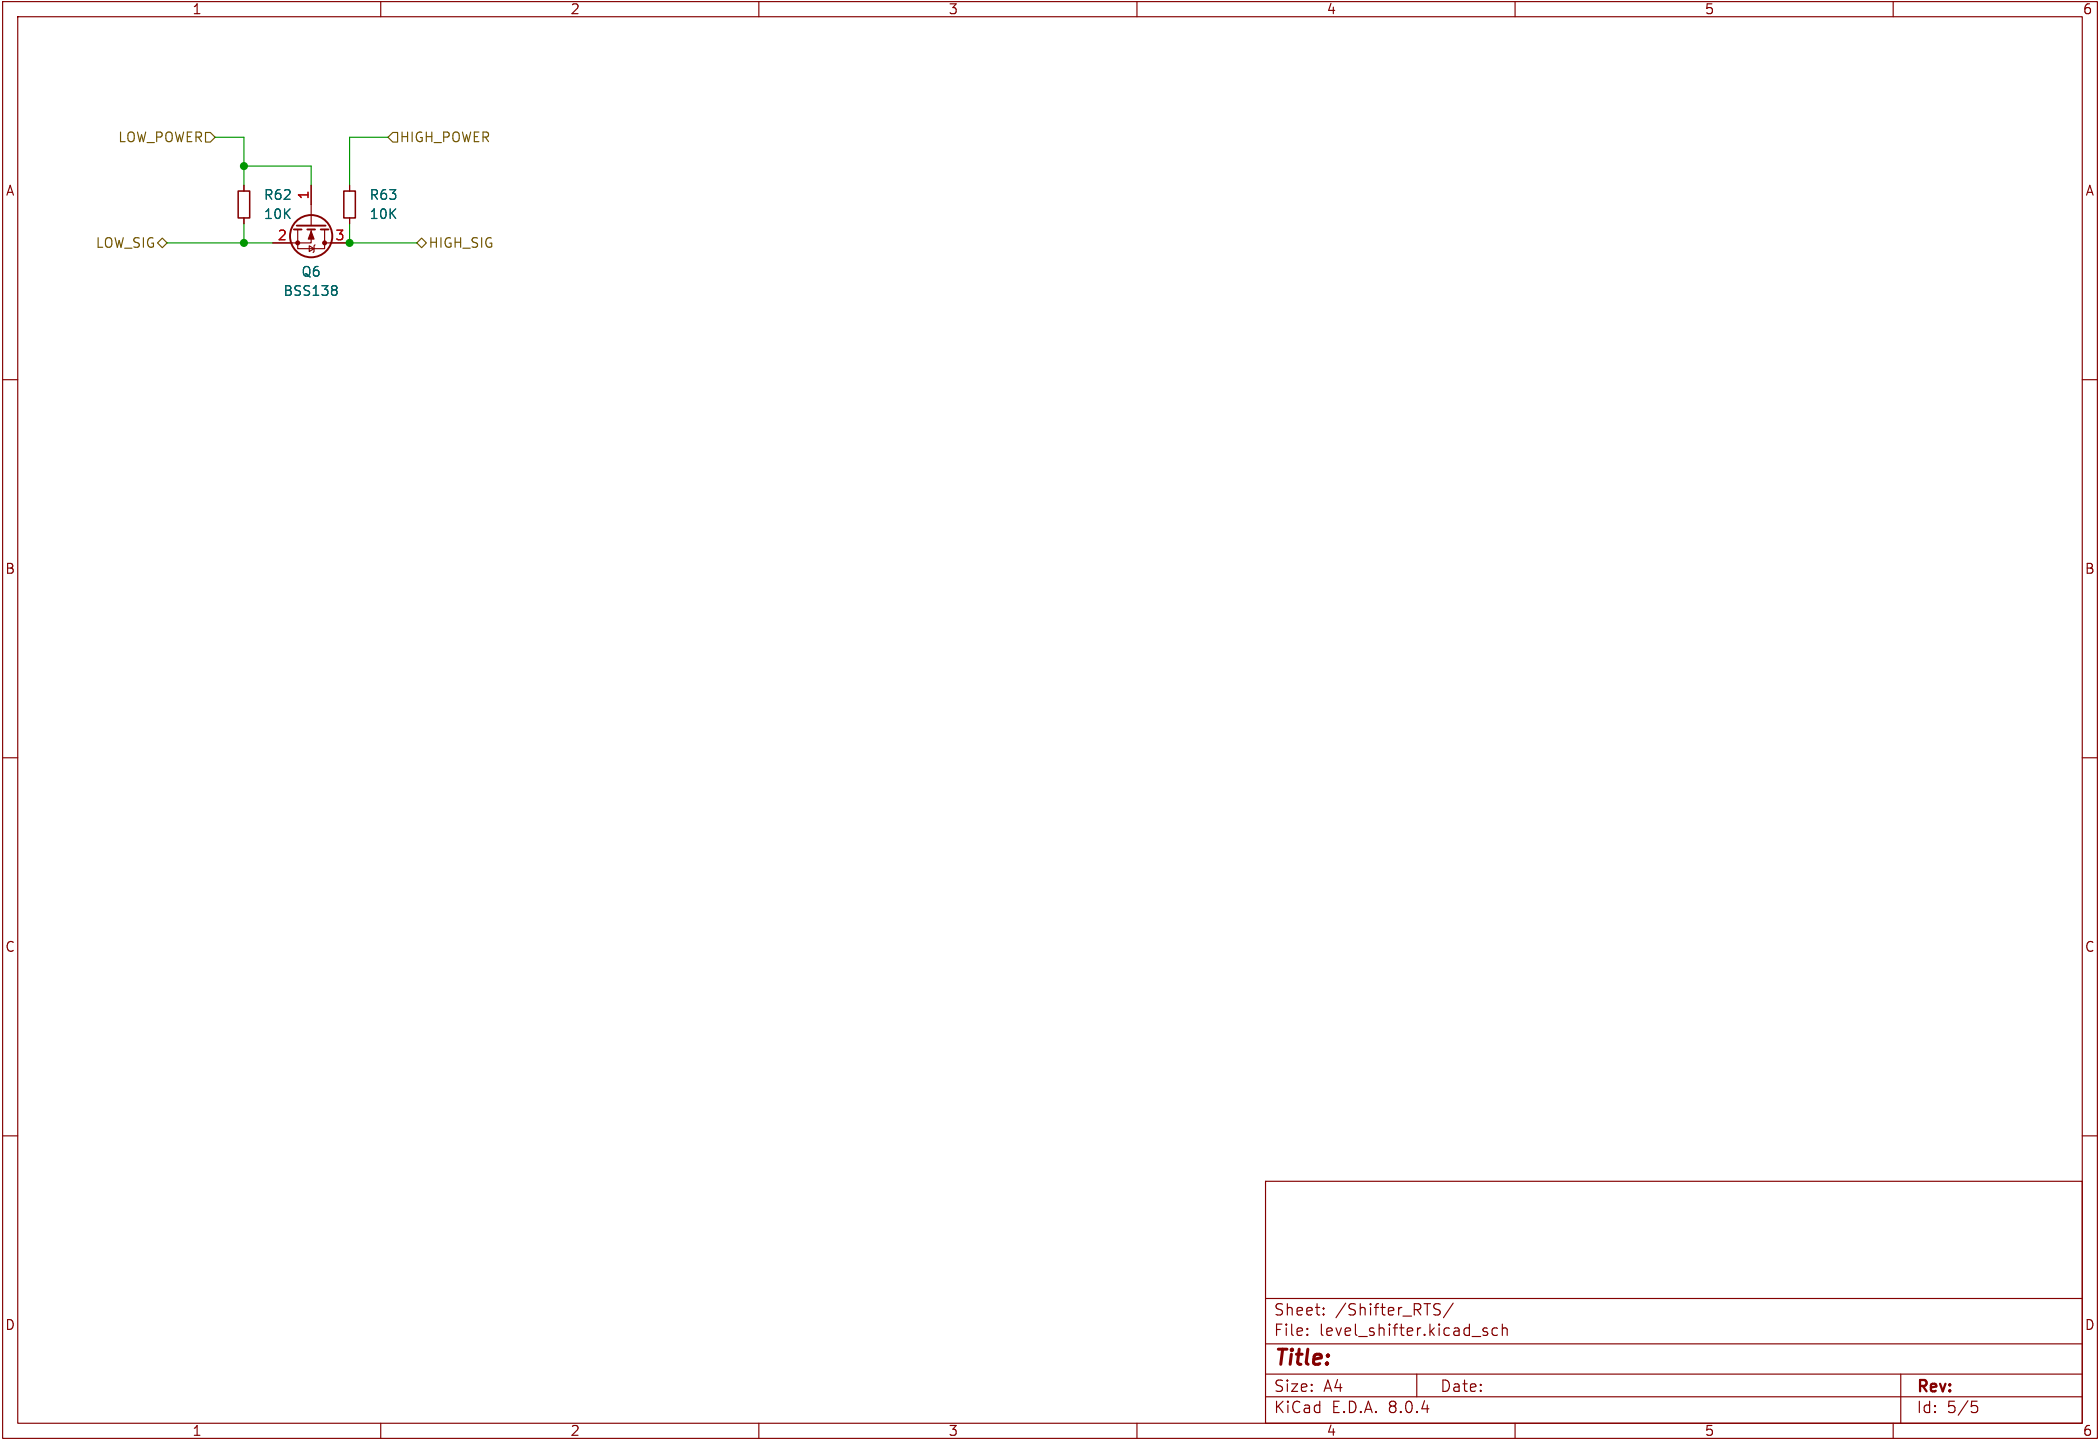 1 2 3 4 5 6
LOW_POWER HIGH_POWER
A A
R62 1 R63
10K 10K
LOW_SIG 2 3 HIGH_SIG
Q6
BSS138
B B
C C
Sheet: /Shifter_RTS/
File: level_shifter.kicad_sch
D D
Title:
Size: A4 Date: Rev:
KiCad E.D.A. 8.0.4 Id: 5/5
1 2 3 4 5 6